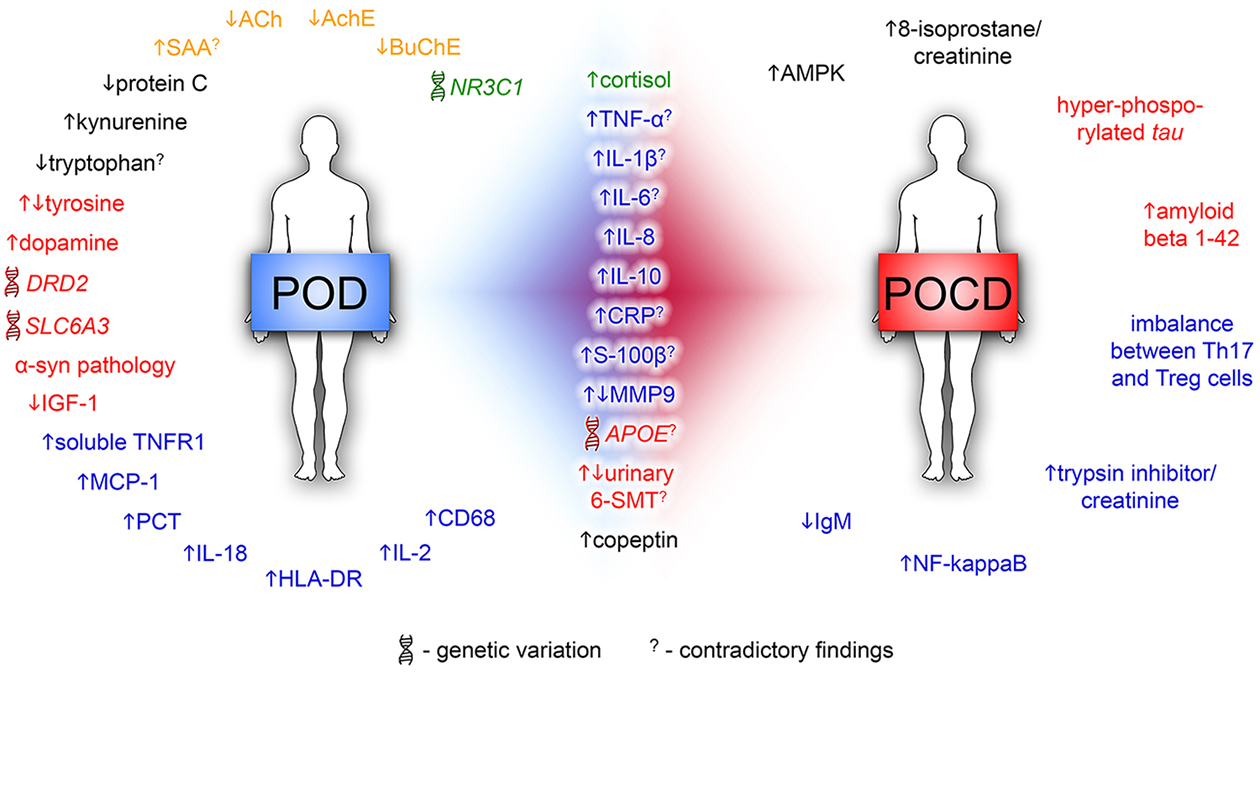 ↓ACh
↓AchE
↑SAA?
↓BuChE
↓protein C
NR3C1
↑kynurenine
↓tryptophan?
↑↓tyrosine
↑dopamine
DRD2
SLC6A3
α-syn pathology
↓IGF-1
↑soluble TNFR1
↑MCP-1
↑PCT
↑IL-18
↑HLA-DR
↑IL-2
↑CD68
POD
↑cortisol
↑TNF-α?
↑IL-1β?
↑IL-6?
↑IL-8
↑IL-10
↑CRP?
↑S-100β?
↑↓MMP9
APOE?
↑↓urinary
6-SMT?
↑copeptin
↑8-isoprostane/
creatinine
↑AMPK
hyper-phospo-
rylated tau
↑amyloid
beta 1-42
POCD
imbalance
between Th17
and Treg cells
↑trypsin inhibitor/
creatinine
↓IgM
↑NF-kappaB
- genetic variation
? - contradictory findings